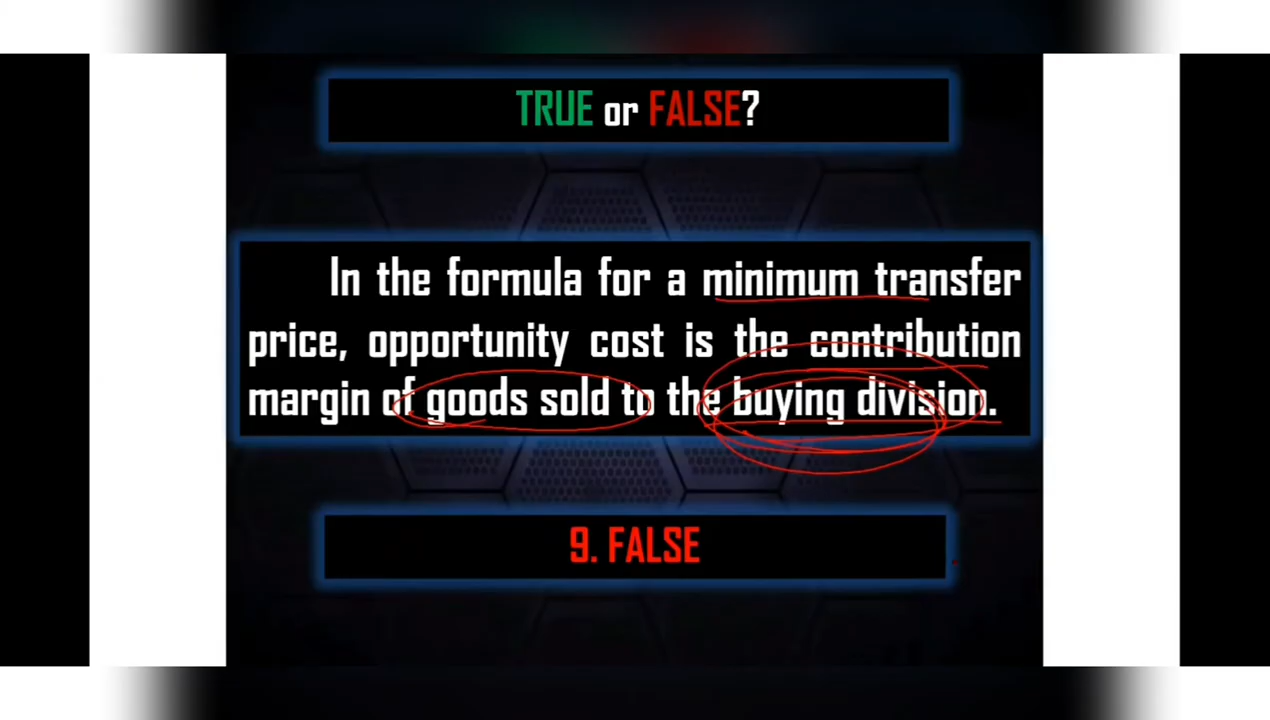 TRUE or FALSE?
In the formula for a minimum transfer
price, opportunity cost is the contribution
margin of goods sold to the buying division.
9. FALSE